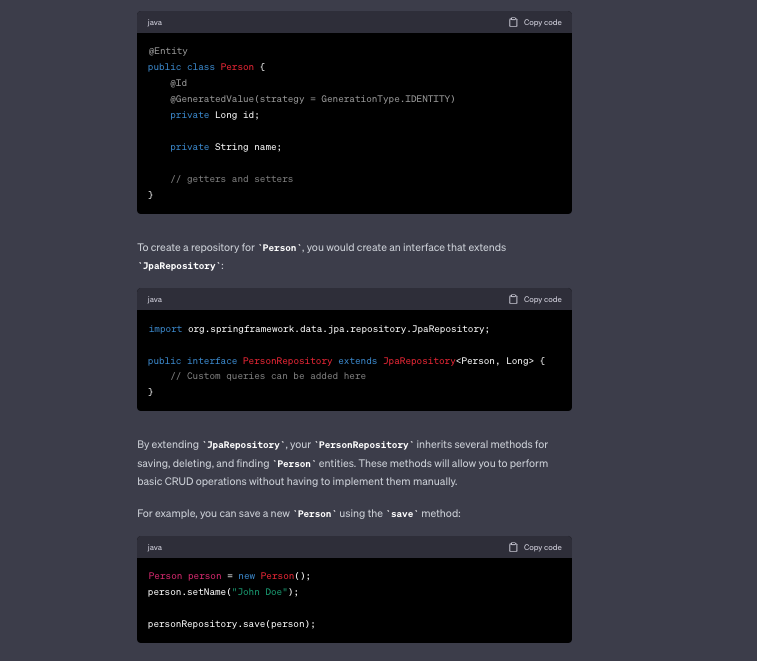 java
Copy code
@Entity
public class Person {
    @Id
    @GeneratedValue(strategy = GenerationType.IDENTITY)
    private Long id;
    private String name;
    // getters and setters
}
To create a repository for `Person`, you would create an interface that extends
`JpaRepository`:
java
Copy code
import org.springframework.data.jpa.repository.JpaRepository;
public interface PersonRepository extends JpaRepository<Person, Long> {
    // Custom queries can be added here
}
By extending `JpaRepository`, your `PersonRepository` inherits several methods for
saving, deleting, and finding `Person` entities. These methods will allow you to perform
basic CRUD operations without having to implement them manually.
For example, you can save a new `Person` using the `save` method:
java
Copy code
Person person = new Person();
person.setName("John Doe");
personRepository.save(person);